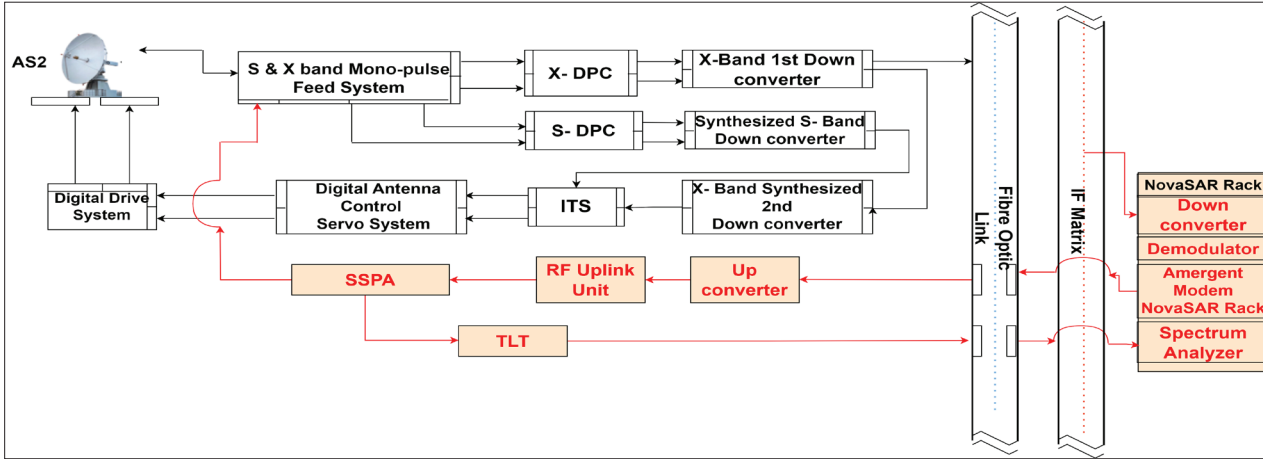 AS2
S & X band Mono-pulse
Feed System
X- DPC
X-Band 1st Down
converter
S- DPC
Synthesized S- Band
Down converter
Digital Drive
System
Digital Antenna
Control
Servo System
ITS
X- Band Synthesized
2nd
Down converter
SSPA
RF Uplink
Unit
Up
converter
TLT
Fibre Optic
Link
IF Matrix
NovaSAR Rack
Down
converter
Demodulator
Amergent
Modem
NovaSAR Rack
Spectrum
Analyzer